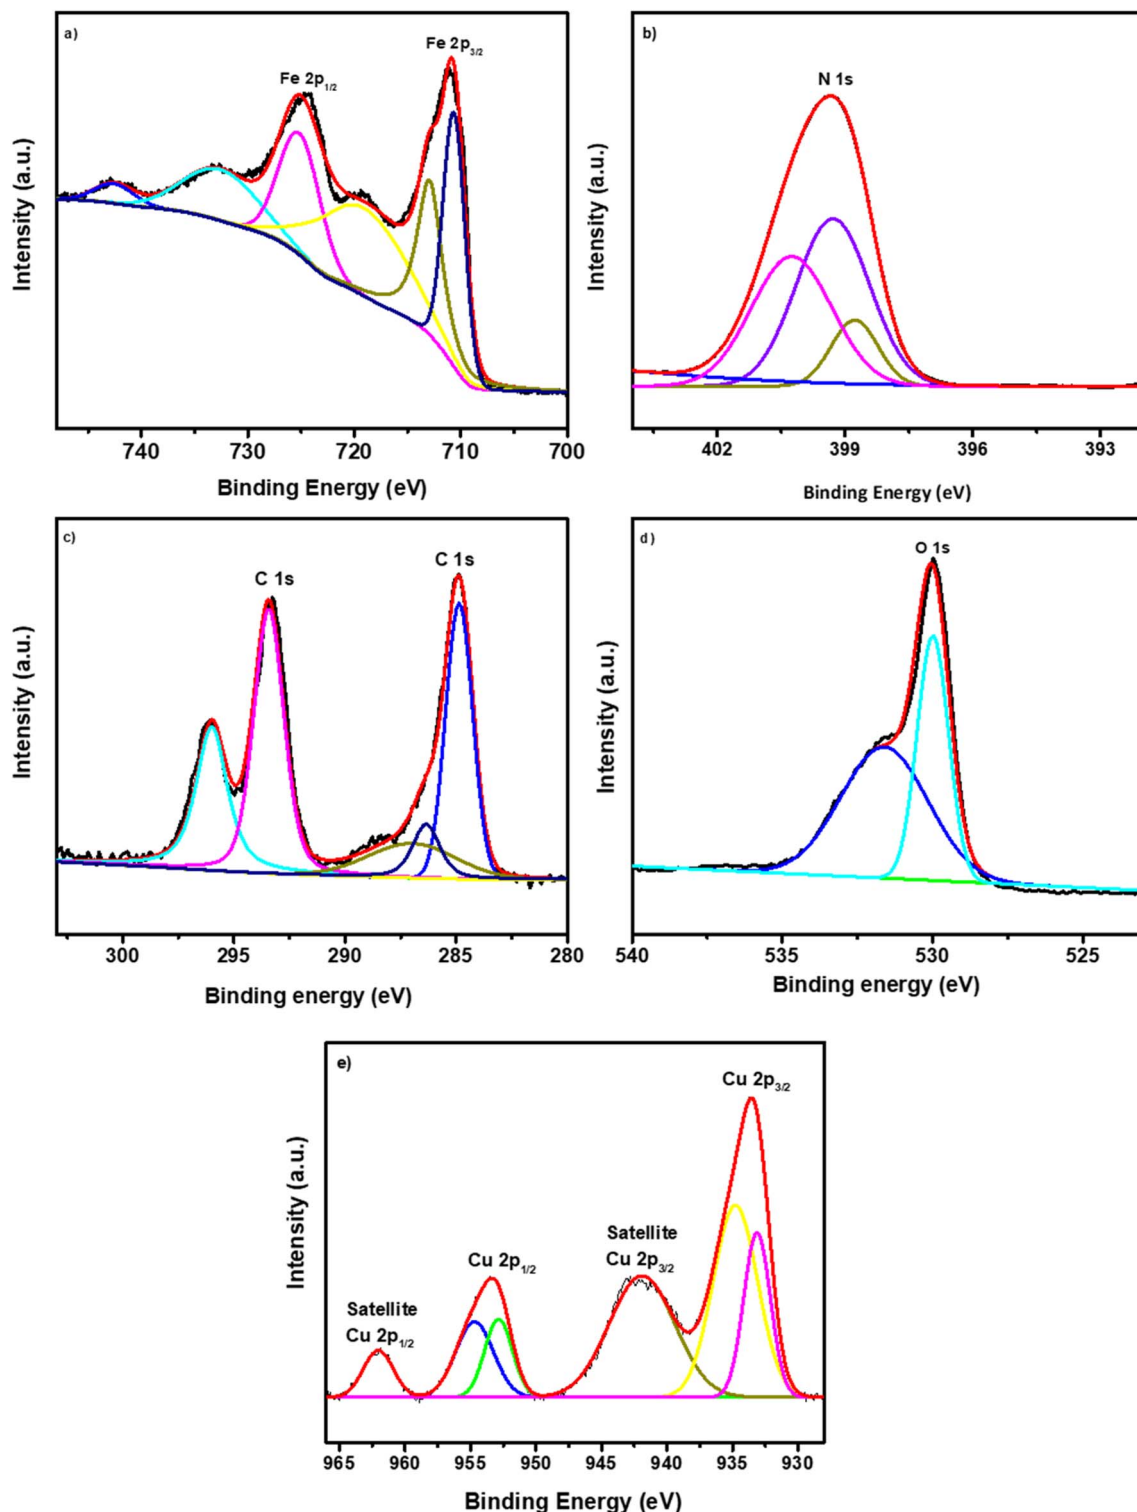 a)
Fe 2p3/2
Fe 2p1/2
Intensity (a.u.)
740 730 720 710 700
Binding Energy (eV)
b)
N 1s
Intensity (a.u.)
402 399 396 393
Binding Energy (eV)
c)
C 1s
C 1s
Intensity (a.u.)
300 295 290 285 280
Binding energy (eV)
d)
O 1s
Intensity (a.u.)
540 535 530 525
Binding energy (eV)
e)
Cu 2p3/2
Satellite
Cu 2p3/2
Cu 2p1/2
Satellite
Cu 2p1/2
Intensity (a.u.)
965 960 955 950 945 940 935 930
Binding Energy (eV)